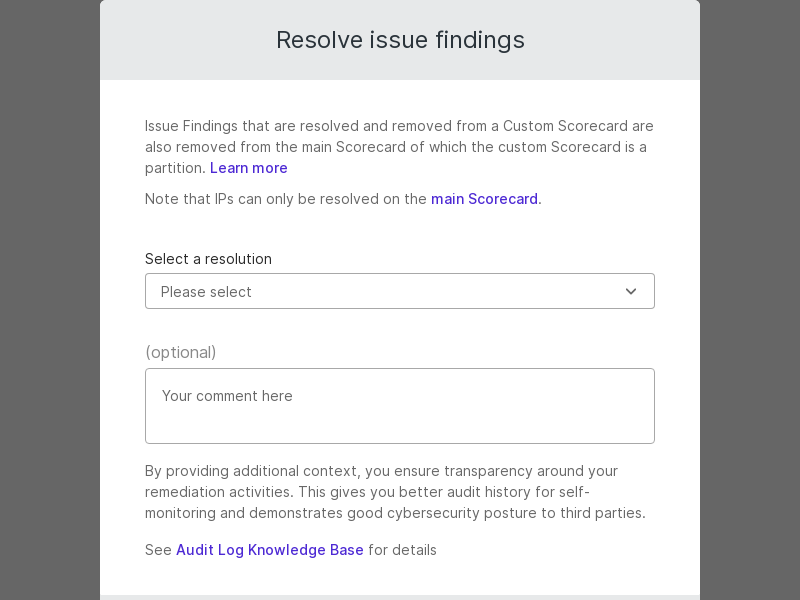 Resolve issue findings
Issue Findings that are resolved and removed from a Custom Scorecard are
also removed from the main Scorecard of which the custom Scorecard is a
partition. Learn more
Note that IPs can only be resolved on the main Scorecard.
Select a resolution
Please select
(optional)
Your comment here
By providing additional context, you ensure transparency around your
remediation activities. This gives you better audit history for self-
monitoring and demonstrates good cybersecurity posture to third parties.
See Audit Log Knowledge Base for details